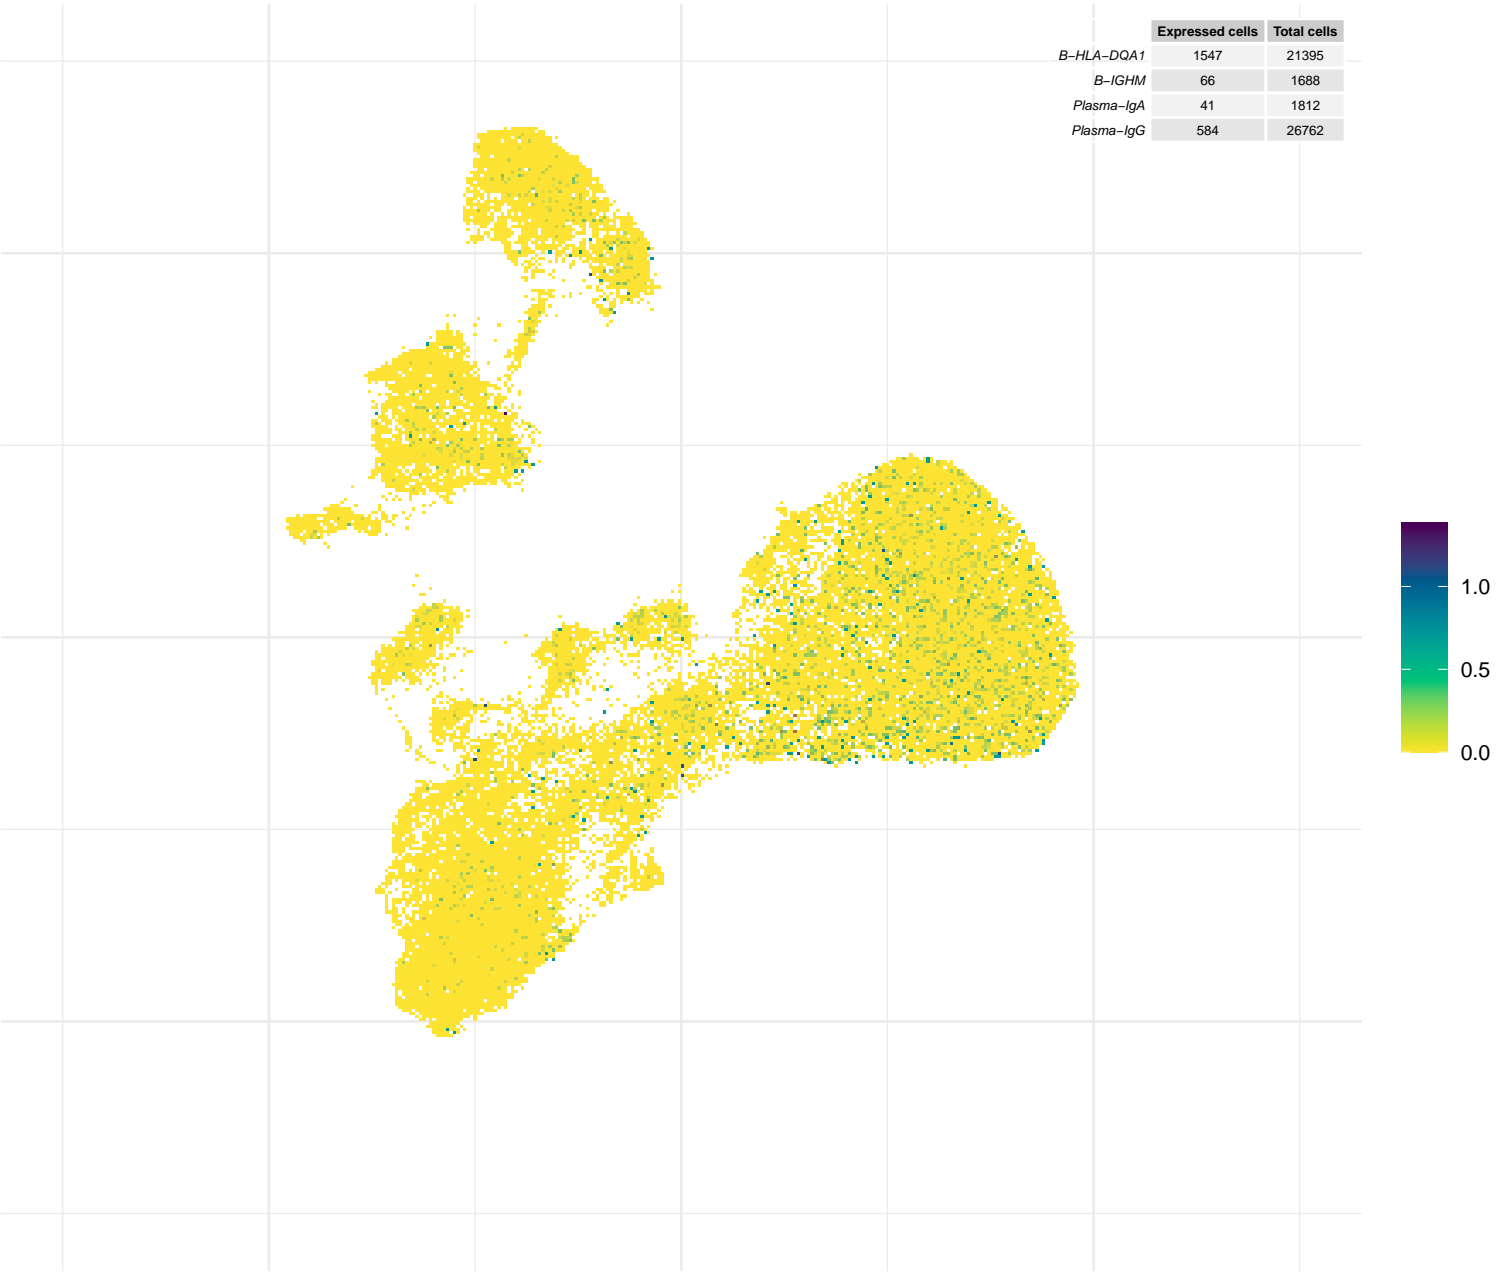 Expressed cells Total cells
B−HLA−DQA1 1547 21395
B−IGHM 66 1688
Plasma−IgA 41 1812
Plasma−IgG 584 26762
1.0
0.5
0.0